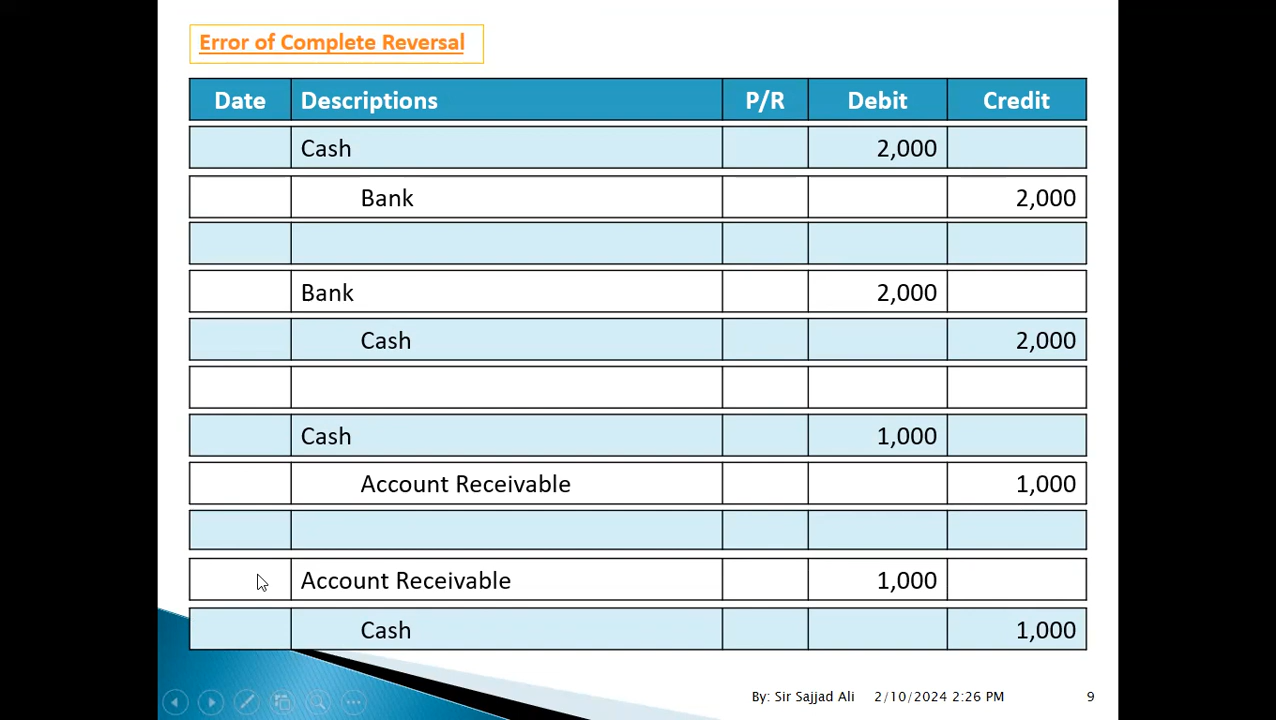 Error of Complete Reversal
Date Descriptions P/R Debit Credit
Cash 2,000
Bank 2,000
Bank 2,000
Cash 2,000
Cash 1,000
Account Receivable 1,000
Account Receivable 1,000
Cash 1,000
By: Sir Sajjad Ali 2/10/2024 2:26 PM 9